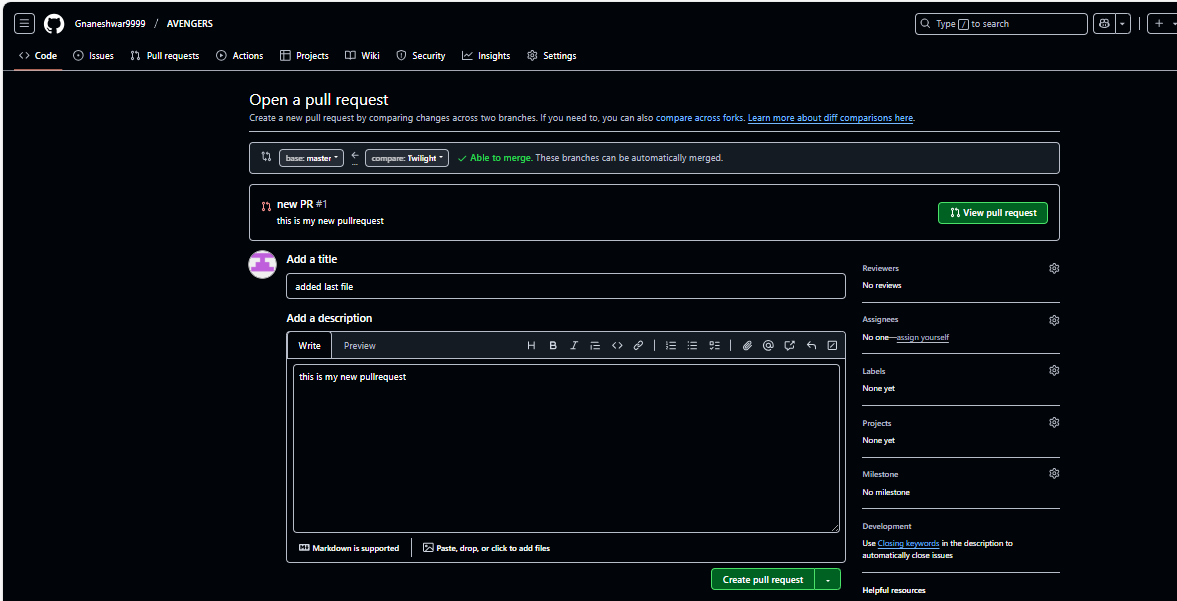 Gnaneshwar9999 / AVENGERS
Type / to search
Code Issues Pull requests Actions Projects Wiki Security Insights Settings
Open a pull request
Create a new pull request by comparing changes across two branches. If you need to, you can also compare across forks. Learn more about diff comparisons here.
base: master compare: Twilight Able to merge. These branches can be automatically merged.
new PR #1
this is my new pullrequest
View pull request
Add a title
added last file
Add a description
Write Preview
this is my new pullrequest
Markdown is supported
Paste, drop, or click to add files
Create pull request
Reviewers
No reviews
Assignees
No one—assign yourself
Labels
None yet
Projects
None yet
Milestone
No milestone
Development
Use Closing keywords in the description to
automatically close issues
Helpful resources